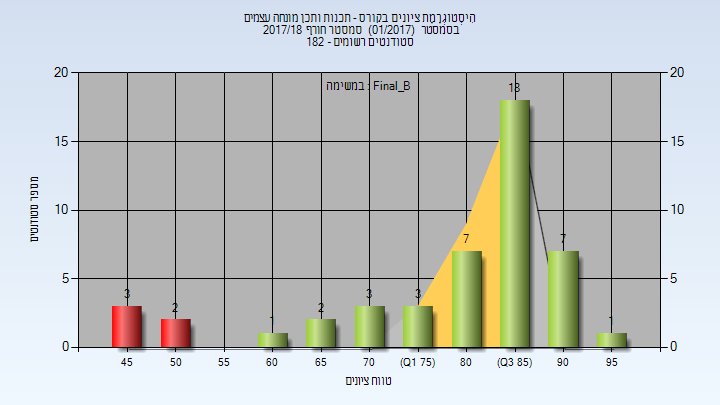 היסטוגרמת ציונים בקורס - תכנות ותכן מונחה עצמים
בסמסטר (01/2017) סמסטר חורף 2017/18
סטודנטים רשומים - 182
במשימה : Final_B
20 20
15 15
10 10
5 5
0 0
מספר סטודנטים
3 2 1 2 3 3 7 18 7 1
45 50 55 60 65 70 (Q1 75) 80 (Q3 85) 90 95
טווח ציונים